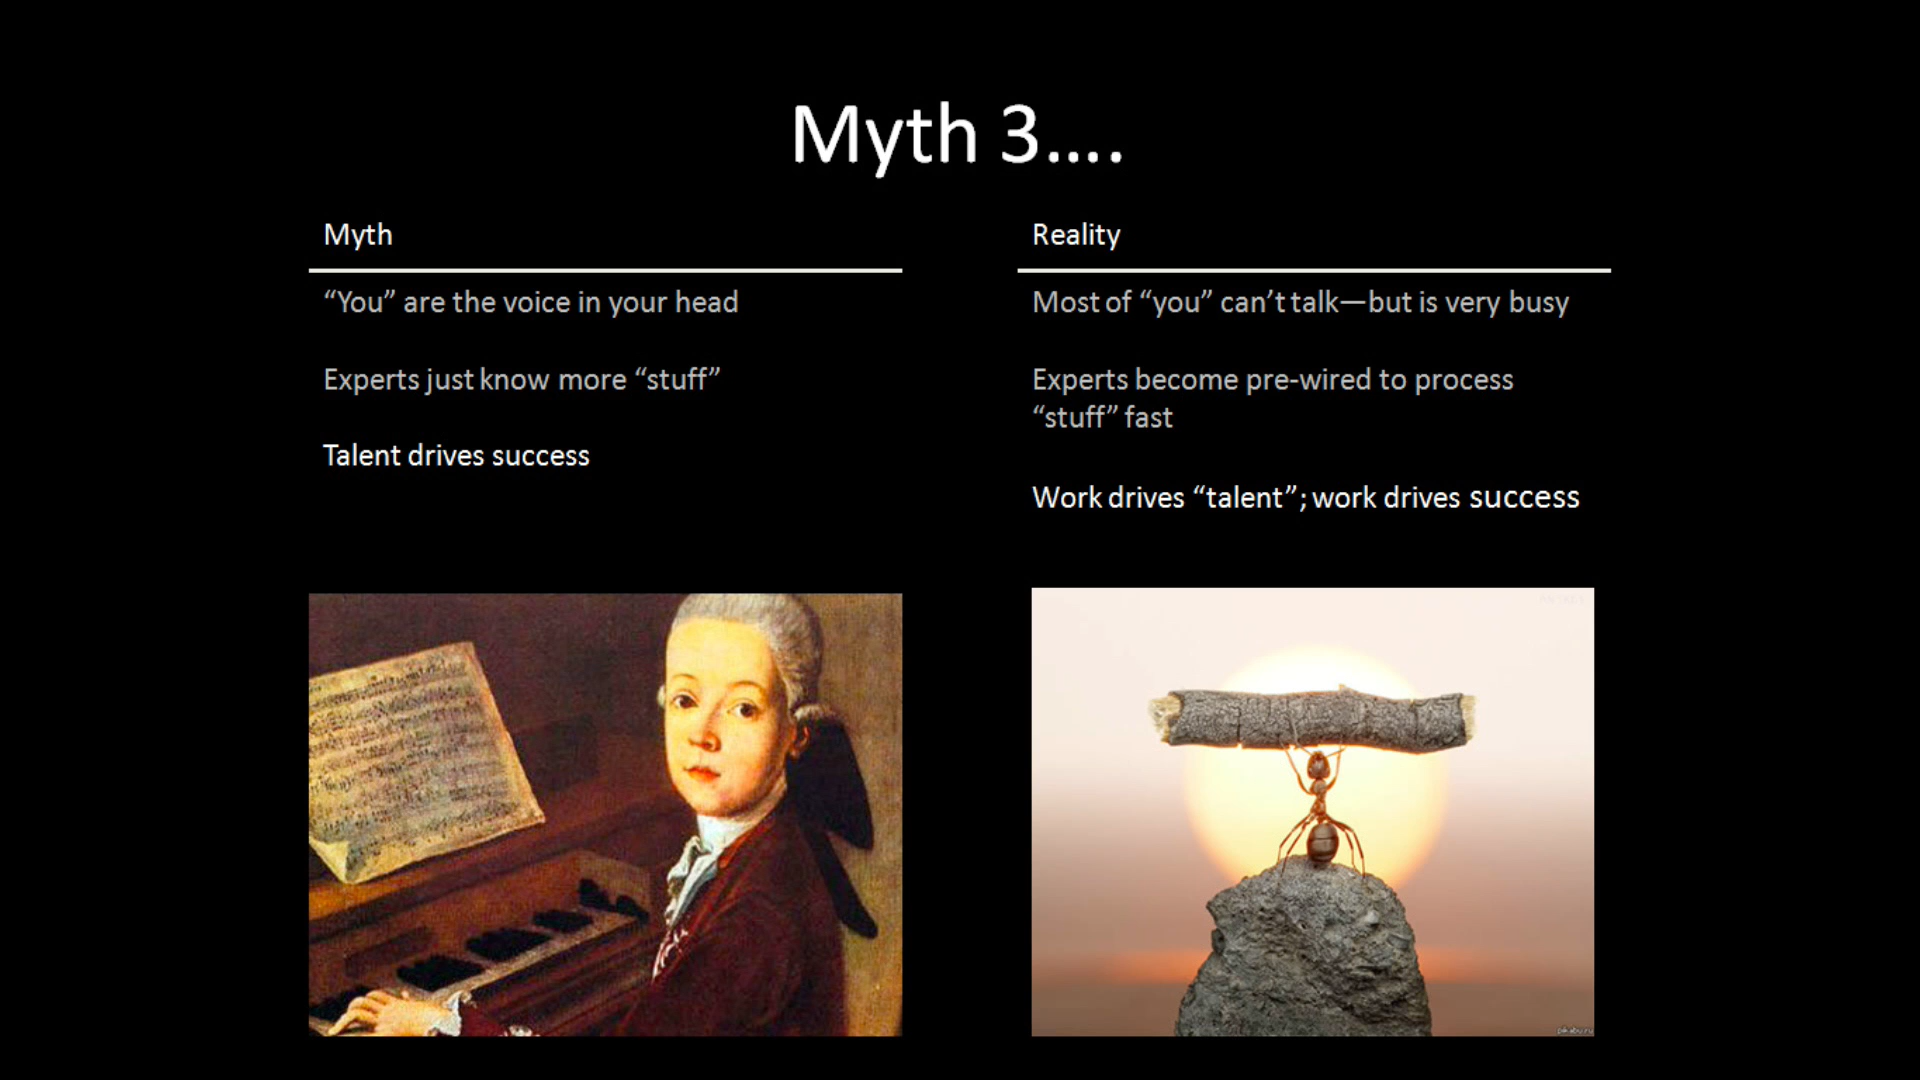 Myth 3....
Myth
“You” are the voice in your head
Experts just know more “stuff”
Talent drives success
Reality
Most of “you” can’t talk—but is very busy
Experts become pre-wired to process
“stuff” fast
Work drives “talent”; work drives success
pikabu.ru